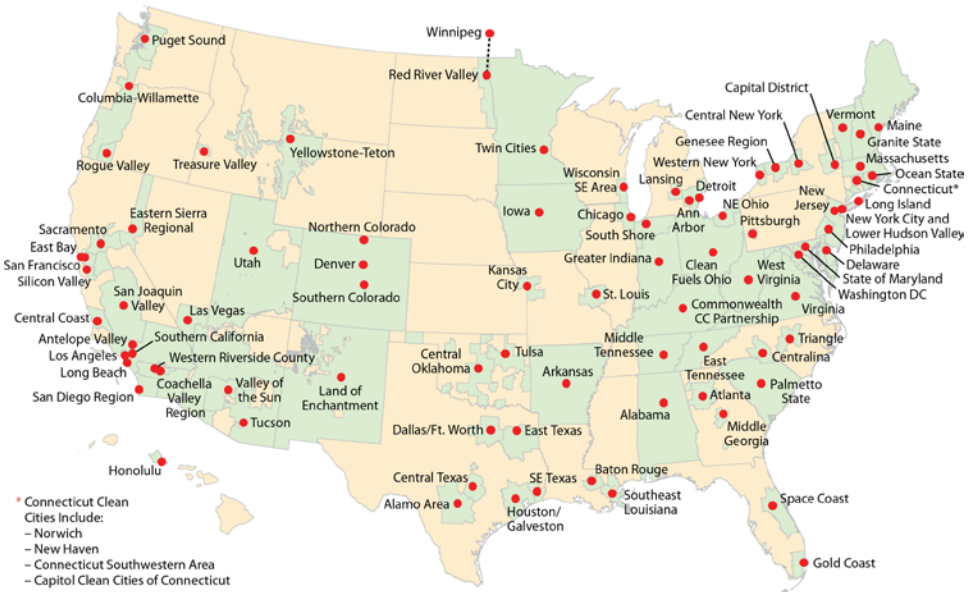 Winnipeg
Puget Sound
Red River Valley
Columbia-Willamette
Capital District
Central New York
Vermont
Maine
Genesee Region
Granite State
Rogue Valley
Treasure Valley
Yellowstone-Teton
Twin Cities
Western New York
Massachusetts
Wisconsin
SE Area
Lansing
Detroit
Ocean State
Connecticut*
Ann
Arbor
NE Ohio
New
Jersey
Long Island
Eastern Sierra
Regional
Iowa
Chicago
Pittsburgh
New York City and
Lower Hudson Valley
Sacramento
Northern Colorado
South Shore
East Bay
Utah
Denver
Greater Indiana
Clean
Fuels Ohio
West
Virginia
Philadelphia
San Francisco
Delaware
Silicon Valley
Southern Colorado
Kansas
City
St. Louis
State of Maryland
Washington DC
San Joaquin
Valley
Commonwealth
CC Partnership
Virginia
Central Coast
Las Vegas
Antelope Valley
Southern California
Middle
Tennessee
Triangle
Los Angeles
Western Riverside County
Central
Oklahoma
Tulsa
East
Tennessee
Centralina
Long Beach
Arkansas
Coachella
Valley
Region
Valley of
the Sun
Land of
Enchantment
Palmetto
State
San Diego Region
Atlanta
Alabama
Tucson
Dallas/Ft. Worth
East Texas
Middle
Georgia
Honolulu
Central Texas
SE Texas
Baton Rouge
Alamo Area
Houston/
Galveston
Southeast
Louisiana
Space Coast
* Connecticut Clean
Cities Include:
– Norwich
– New Haven
– Connecticut Southwestern Area
– Capitol Clean Cities of Connecticut
Gold Coast